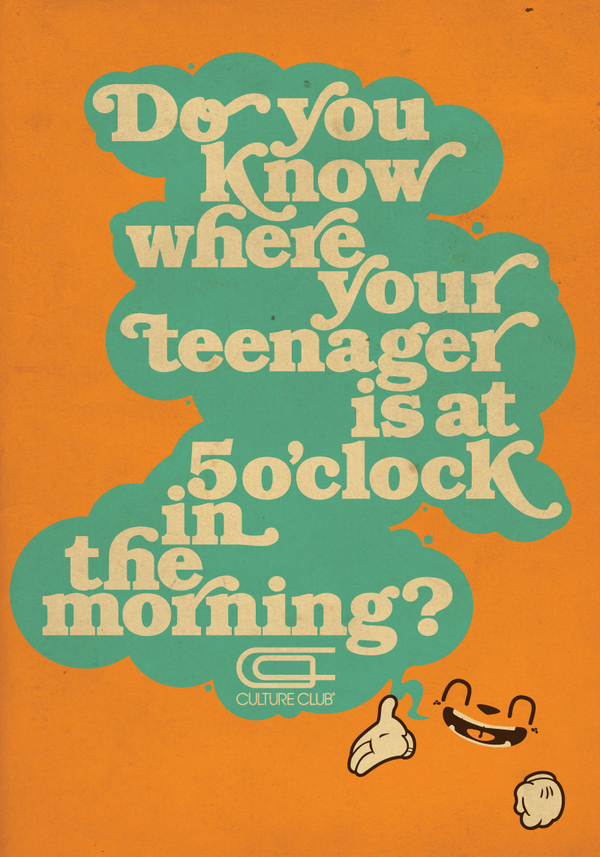 Do you
know
where
your
teenager
is at
5 o'clock
in
the
morning?
CULTURE CLUB